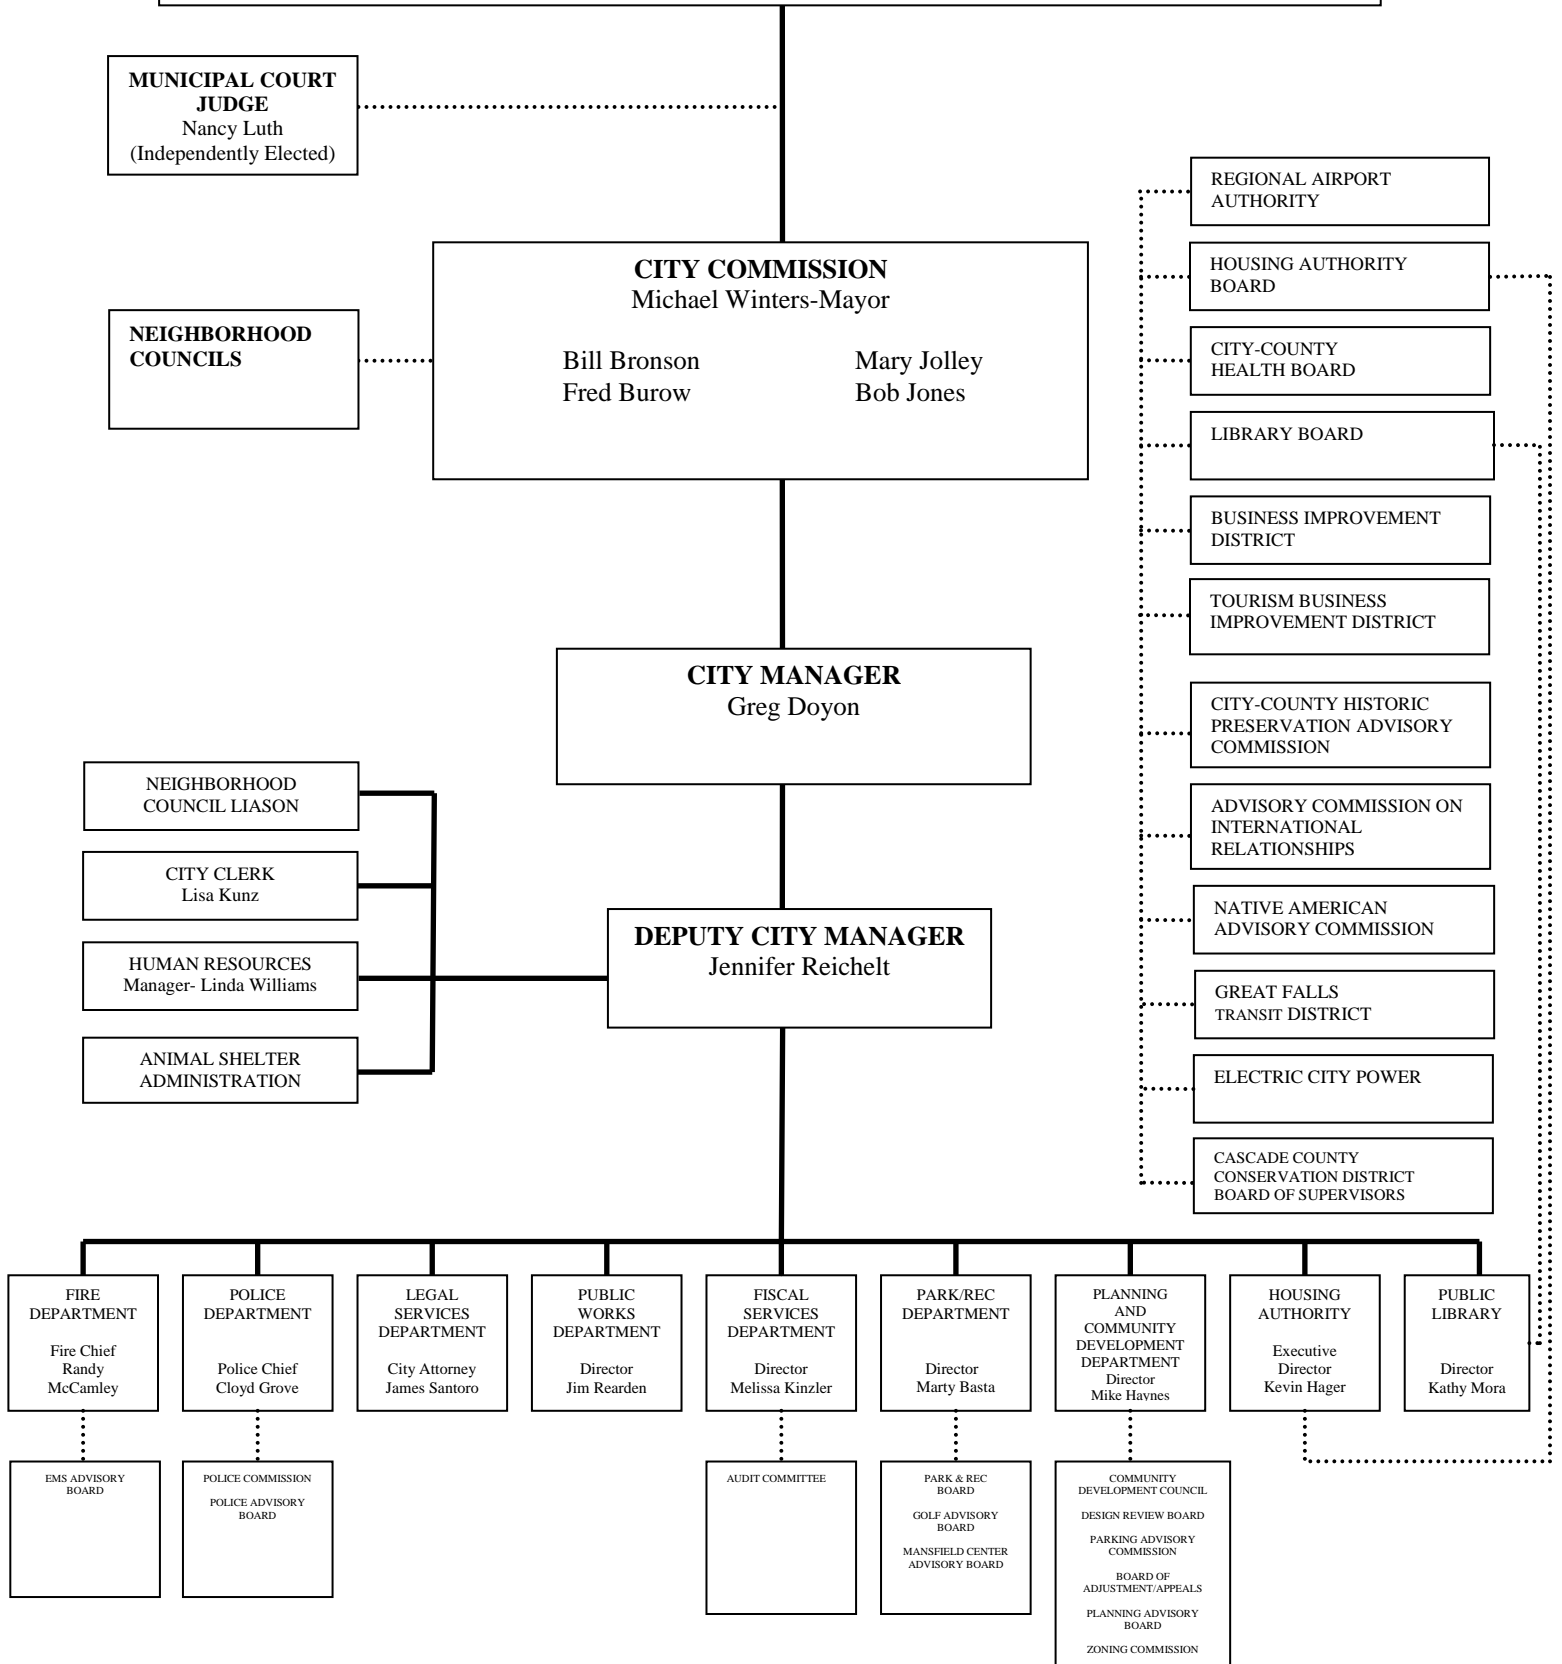 MUNICIPAL COURT
JUDGE
Nancy Luth
(Independently Elected)
CITY COMMISSION
Michael Winters-Mayor
Bill Bronson
Mary Jolley
Fred Burow
Bob Jones
NEIGHBORHOOD
COUNCILS
REGIONAL AIRPORT
AUTHORITY
HOUSING AUTHORITY
BOARD
CITY-COUNTY
HEALTH BOARD
LIBRARY BOARD
BUSINESS IMPROVEMENT
DISTRICT
TOURISM BUSINESS
IMPROVEMENT DISTRICT
CITY-COUNTY HISTORIC
PRESERVATION ADVISORY
COMMISSION
ADVISORY COMMISSION ON
INTERNATIONAL
RELATIONSHIPS
NATIVE AMERICAN
ADVISORY COMMISSION
GREAT FALLS
TRANSIT DISTRICT
ELECTRIC CITY POWER
CASCADE COUNTY
CONSERVATION DISTRICT
BOARD OF SUPERVISORS
CITY MANAGER
Greg Doyon
NEIGHBORHOOD
COUNCIL LIASON
CITY CLERK
Lisa Kunz
HUMAN RESOURCES
Manager- Linda Williams
ANIMAL SHELTER
ADMINISTRATION
DEPUTY CITY MANAGER
Jennifer Reichelt
FIRE
DEPARTMENT
Fire Chief
Randy
McCamley
POLICE
DEPARTMENT
Police Chief
Cloyd Grove
LEGAL
SERVICES
DEPARTMENT
City Attorney
James Santoro
PUBLIC
WORKS
DEPARTMENT
Director
Jim Rearden
FISCAL
SERVICES
DEPARTMENT
Director
Melissa Kinzler
PARK/REC
DEPARTMENT
Director
Marty Basta
PLANNING
AND
COMMUNITY
DEVELOPMENT
DEPARTMENT
Director
Mike Haynes
HOUSING
AUTHORITY
Executive
Director
Kevin Hager
PUBLIC
LIBRARY
Director
Kathy Mora
EMS ADVISORY
BOARD
POLICE COMMISSION
POLICE ADVISORY
BOARD
AUDIT COMMITTEE
PARK & REC
BOARD
GOLF ADVISORY
BOARD
MANSFIELD CENTER
ADVISORY BOARD
COMMUNITY
DEVELOPMENT COUNCIL
DESIGN REVIEW BOARD
PARKING ADVISORY
COMMISSION
BOARD OF
ADJUSTMENT/APPEALS
PLANNING ADVISORY
BOARD
ZONING COMMISSION